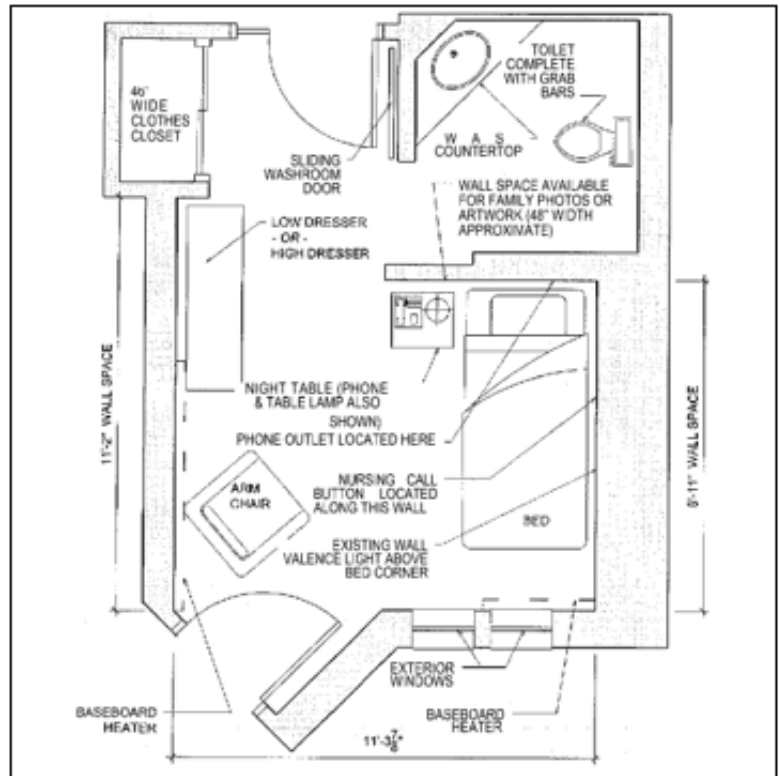 46"
WIDE
CLOTHES
CLOSET
TOILET
COMPLETE
WITH GRAB
BARS
W A S
COUNTERTOP
SLIDING
WASHROOM
DOOR
WALL SPACE AVAILABLE
FOR FAMILY PHOTOS OR
ARTWORK (48" WIDTH
APPROXIVATE)
LOW DRESSER
- OR -
HIGH DRESSER
NIGHT TABLE (PHONE
& TABLE LAMP ALSO
SHOWN)
PHONE OUTLET LOCATED HERE
11'-2" WALL SPACE
WALL SPACE
NURSING CALL
BUTTON LOCATED
ALONG THIS WALL
ARM
CHAIR
BED
EXISTING WALL
VALENCE LIGHT ABOVE
BED CORNER
EXTERIOR
WINDOWS
BASEBOARD
HEATER
BASEBOARD
HEATER
11'-3⅞"